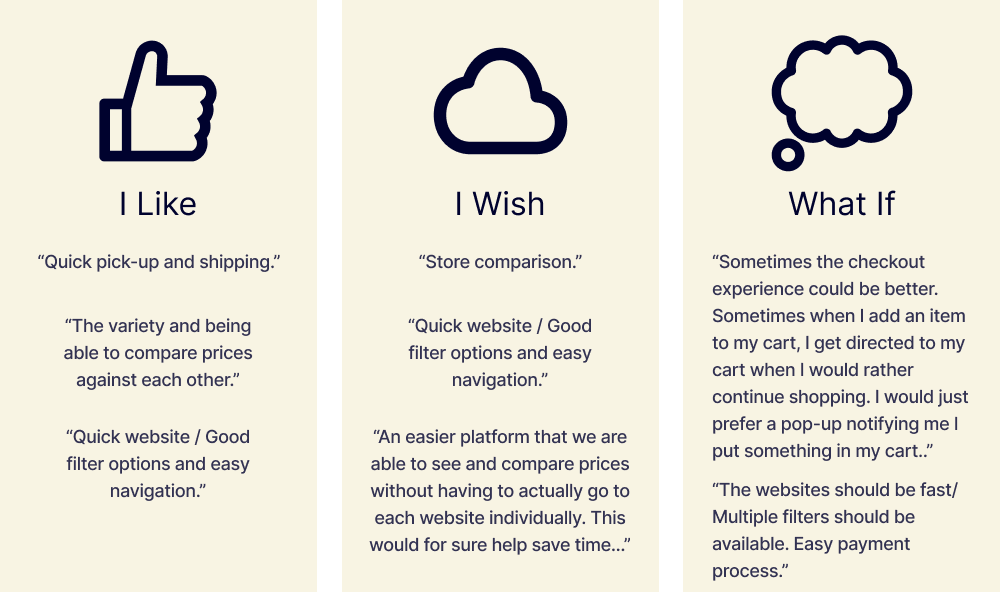 I Like
“Quick pick-up and shipping.”
“The variety and being
able to compare prices
against each other.”
“Quick website / Good
filter options and easy
navigation.”
I Wish
“Store comparison.”
“Quick website / Good
filter options and easy
navigation.”
“An easier platform that we are
able to see and compare prices
without having to actually go to
each website individually. This
would for sure help save time...”
What If
“Sometimes the checkout
experience could be better.
Sometimes when I add an item
to my cart, I get directed to my
cart when I would rather
continue shopping. I would just
prefer a pop-up notifying me I
put something in my cart..”
“The websites should be fast/
Multiple filters should be
available. Easy payment
process.”